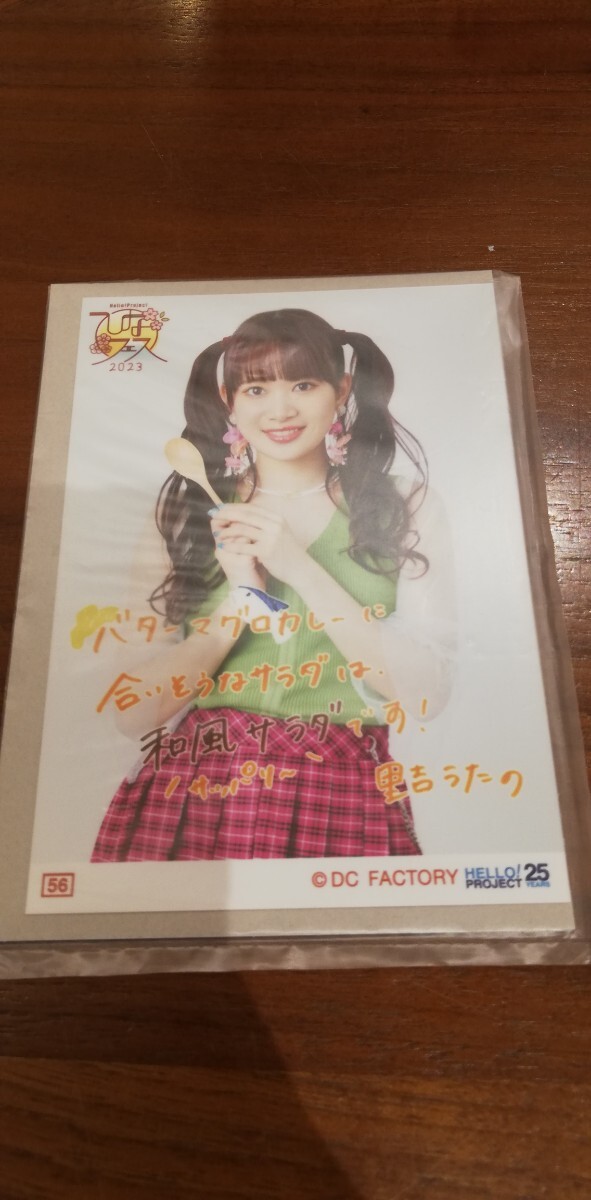 Hello!Project
ひな
フェス
2023
バターマグロカレーに
合いそうなサラダは、
和風サラダです!
サッパリ〜
里吉うたの
56
©DC FACTORY
HELLO! PROJECT 25 YEARS